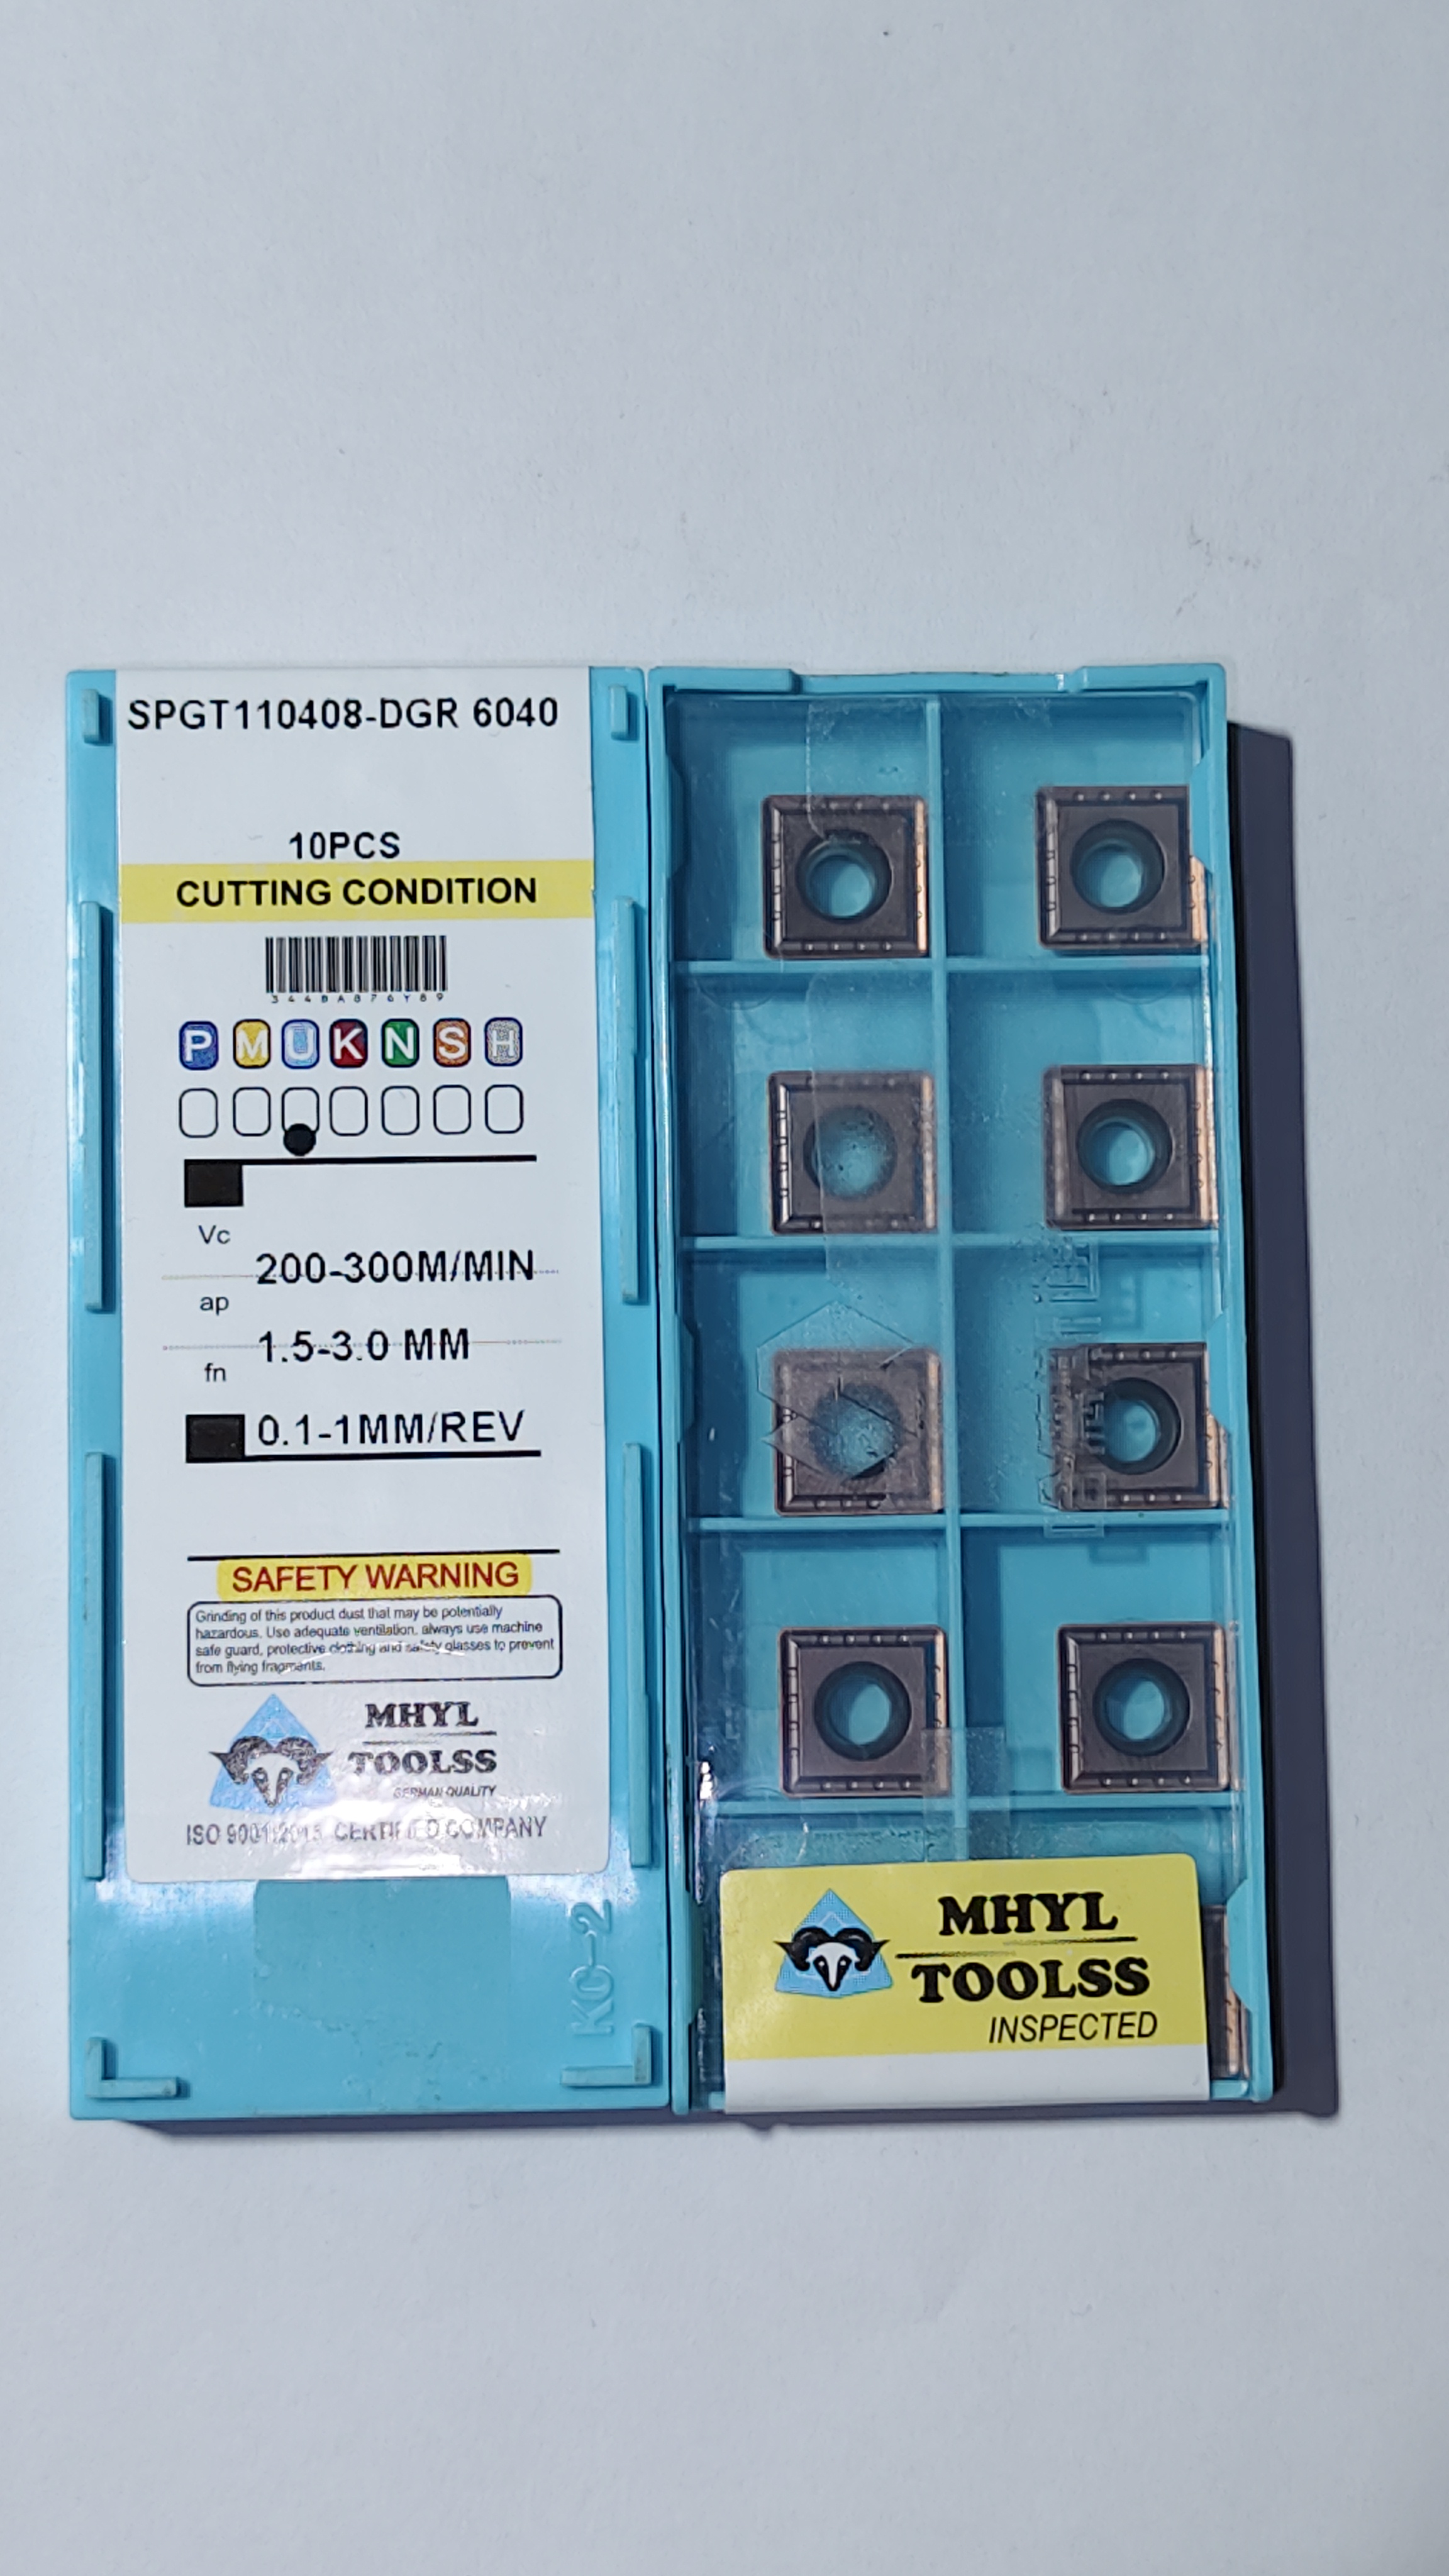 SPGT110408-DGR 6040
10PCS
CUTTING CONDITION
344BA876Y89
P M U K N S H
Vc
200-300M/MIN
ap
1.5-3.0 MM
fn
0.1-1MM/REV
SAFETY WARNING
Grinding of this product dust that may be potentially
hazardous. Use adequate ventilation, always use machine
safe guard, protective clothing and safety glasses to prevent
from flying fragments.
MHYL
TOOLSS
GERMAN QUALITY
ISO 9001:2015 CERTIFIED COMPANY
KC-2
MHYL
TOOLSS
INSPECTED